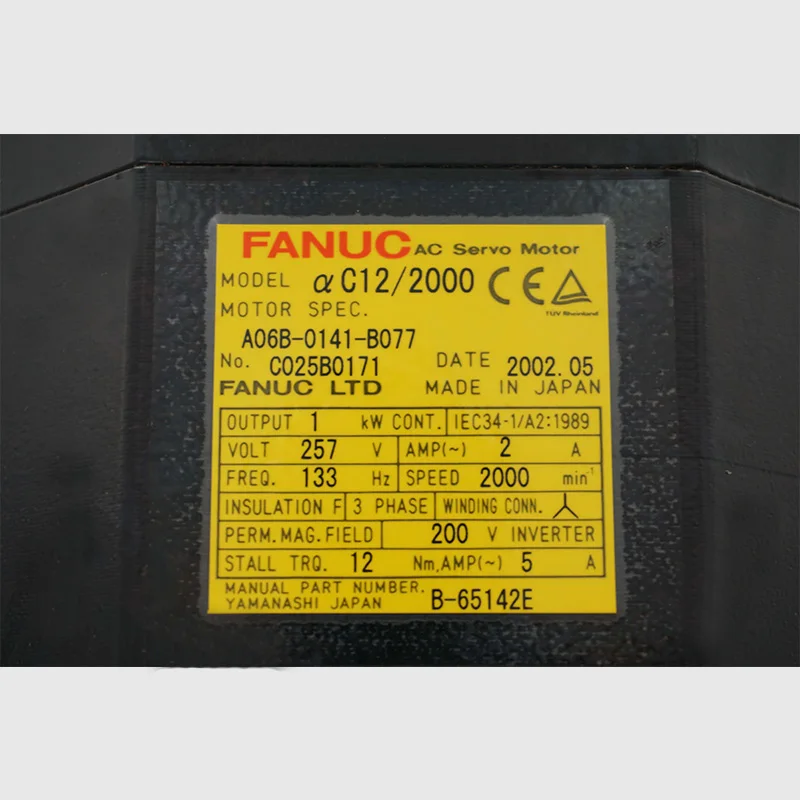 FANUC AC Servo Motor
MODEL α C12/2000 CE
TÜV Rheinland
MOTOR SPEC.
A06B-0141-B077
No. C025B0171 DATE 2002.05
FANUC LTD MADE IN JAPAN
OUTPUT 1 kW CONT. IEC34-1/A2:1989
VOLT 257 V AMP(~) 2 A
FREQ. 133 Hz SPEED 2000 min⁻¹
INSULATION F 3 PHASE WINDING CONN.
PERM.MAG.FIELD 200 V INVERTER
STALL TRQ. 12 Nm,AMP(~) 5 A
MANUAL PART NUMBER.
YAMANASHI JAPAN B-65142E